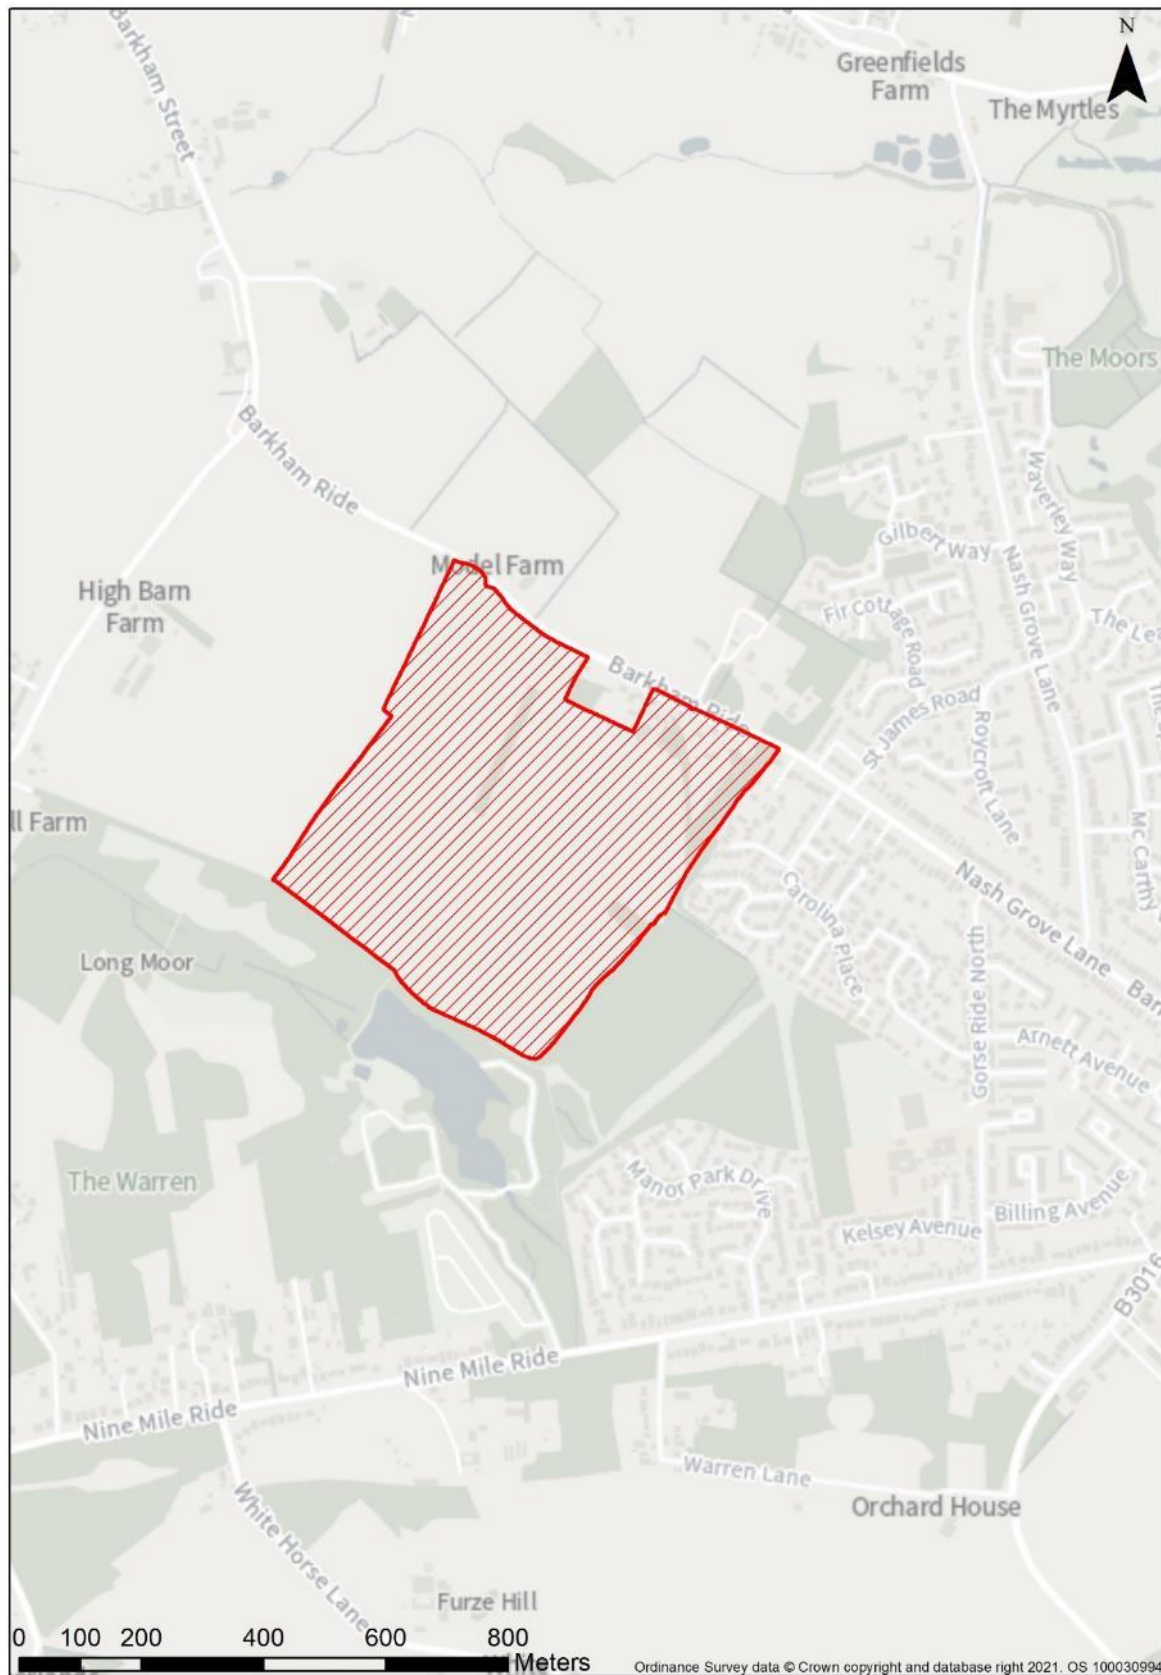 N
Barkham Street
Greenfields
Farm
The Myrtles
The Moors
Barkham Ride
Waverley Way
Gilbert Way
Model Farm
High Barn
Farm
Nash Grove Lane
Fir Cottage Road
Barkham Ride
St James Road
Roycroft Lane
Mc Carthy
ll Farm
Carolina Place
Nash Grove Lane
Long Moor
Gorse Ride North
Bar
Arnett Avenue
The Warren
Manor Park Drive
Kelsey Avenue
Billing Avenue
B3016
Nine Mile Ride
Nine Mile Ride
Warren Lane
Orchard House
White Horse Lane
Furze Hill
0 100 200 400 600 800
Meters
Ordinance Survey data © Crown copyright and database right 2021. OS 100030994